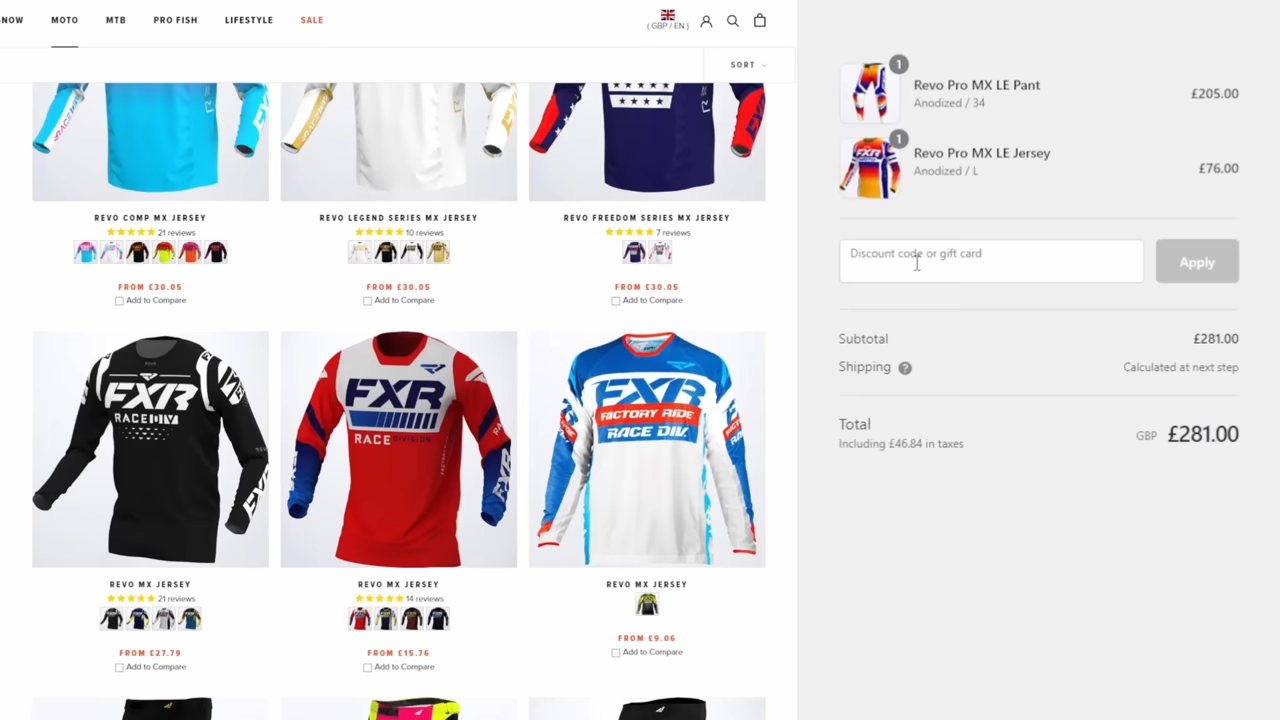 NOW MOTO MTB PRO FISH LIFESTYLE SALE
( GBP / EN )
SORT
REVO COMP MX JERSEY
21 reviews
FROM £30.05
Add to Compare
REVO LEGEND SERIES MX JERSEY
10 reviews
FROM £30.05
Add to Compare
REVO FREEDOM SERIES MX JERSEY
7 reviews
FROM £30.05
Add to Compare
FXR
RACE DIV
FXR
RACE DIVISION
FXR
FACTORY RIDE
RACE DIV.
REVO MX JERSEY
21 reviews
FROM £27.79
Add to Compare
REVO MX JERSEY
14 reviews
FROM £15.76
Add to Compare
REVO MX JERSEY
FROM £9.06
Add to Compare
1
Revo Pro MX LE Pant
Anodized / 34
£205.00
1
FXR
Revo Pro MX LE Jersey
Anodized / L
£76.00
Discount code or gift card
Apply
Subtotal £281.00
Shipping ? Calculated at next step
Total
Including £46.84 in taxes
GBP £281.00